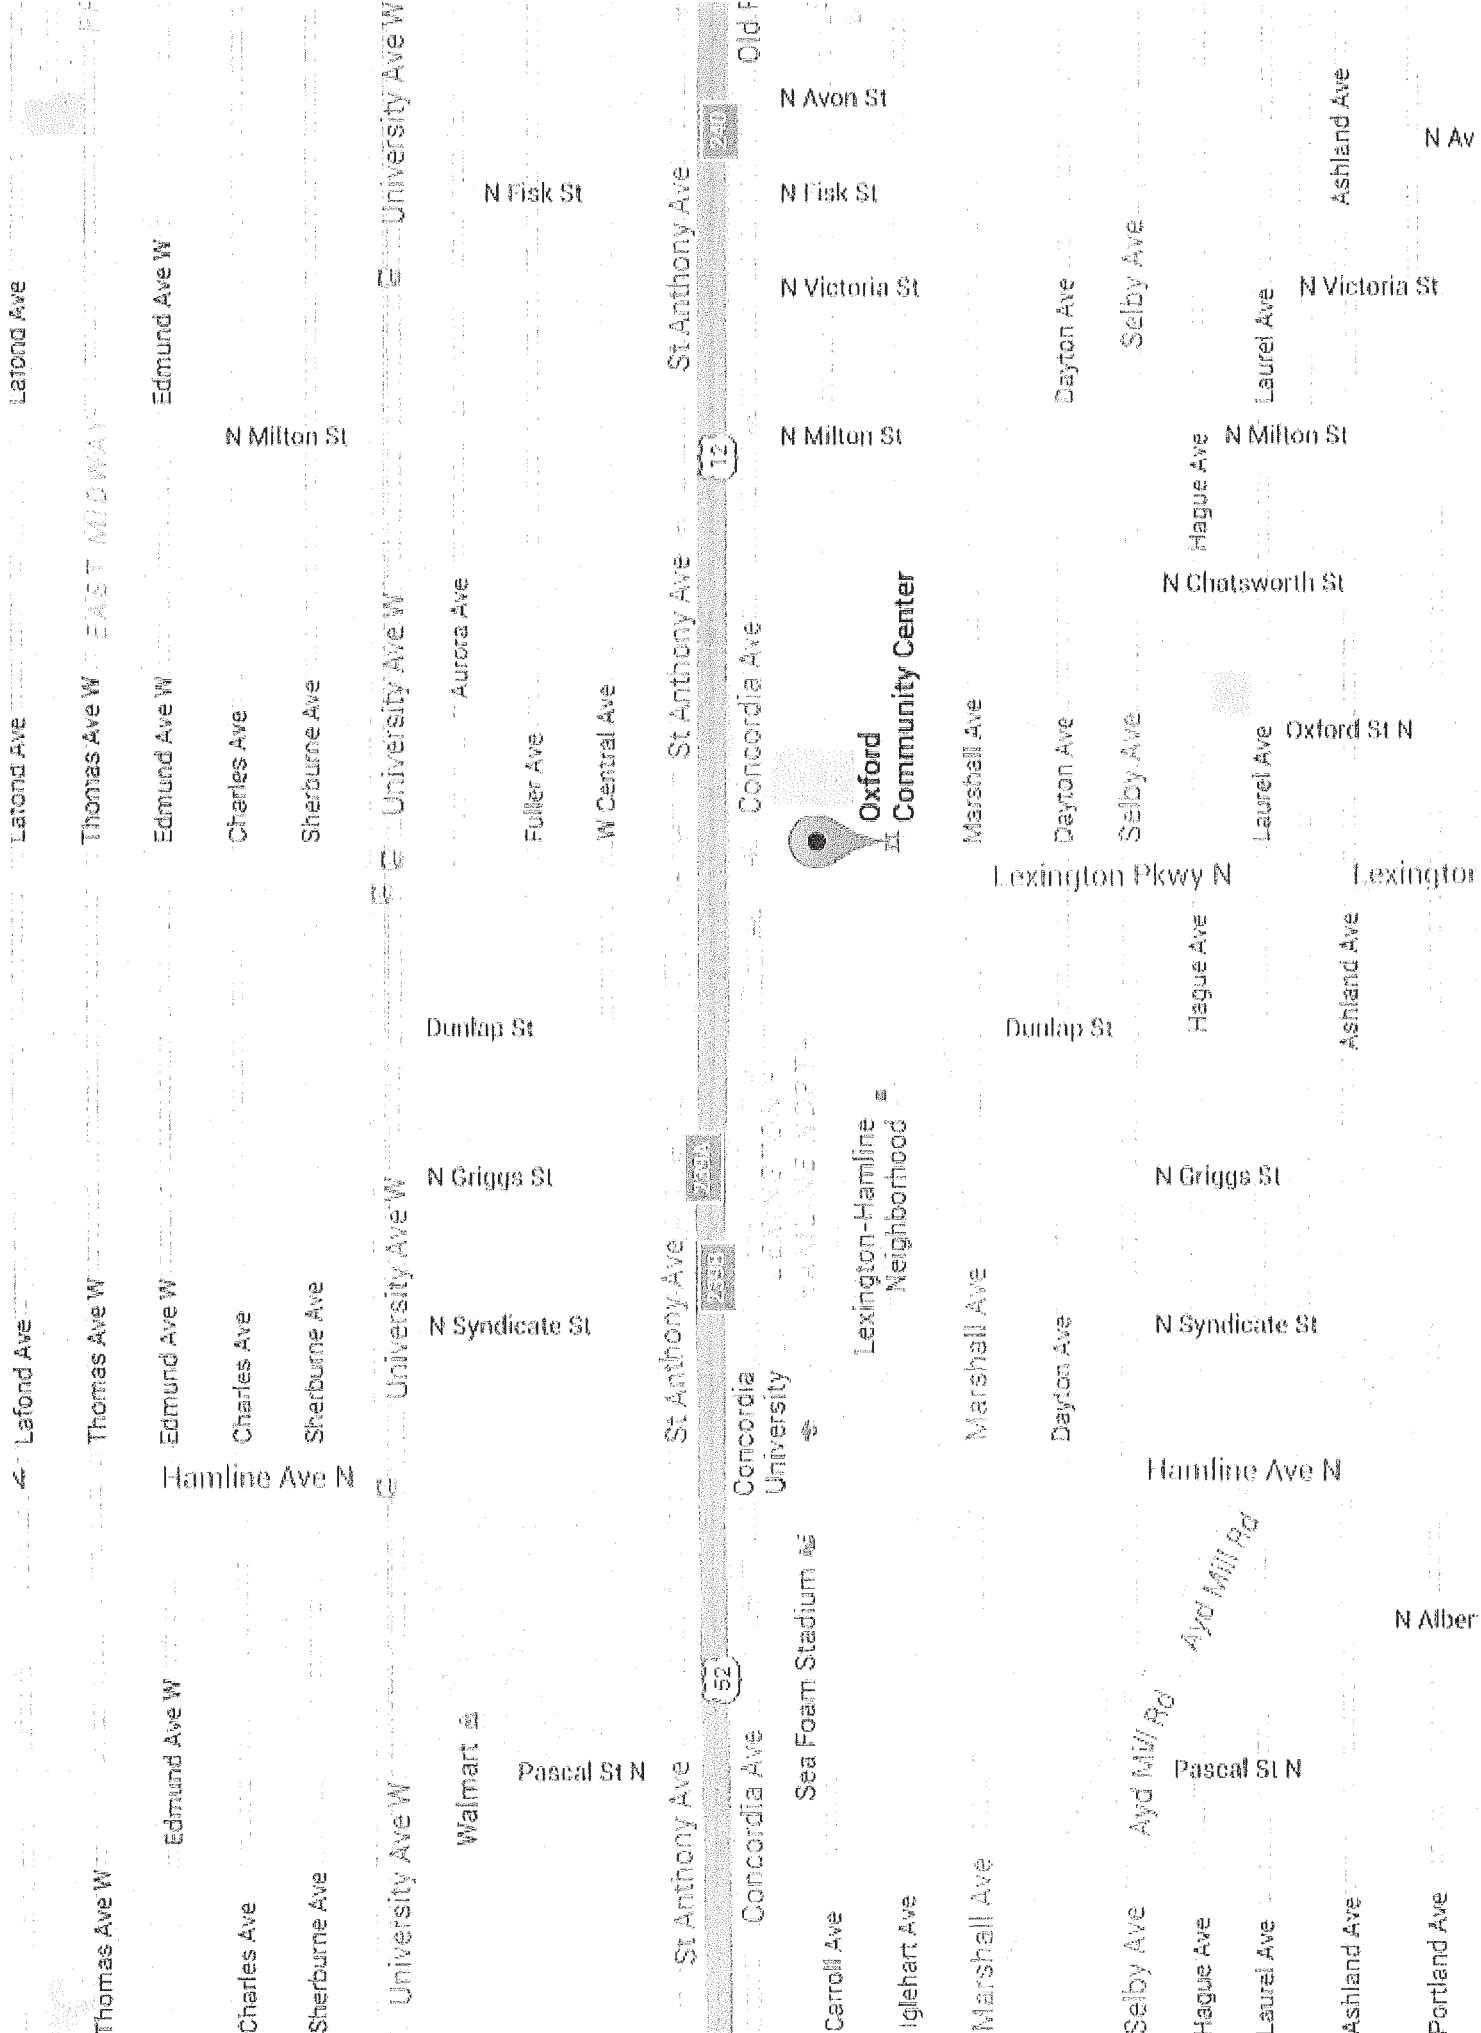 University Ave W
N Avon St
240
Ashland Ave
N Av
N Fisk St
N Fisk St
St Anthony Ave
Edmund Ave W
Selby Ave
N Victoria St
Dayton Ave
Laurel Ave
N Victoria St
Lafond Ave
N Milton St
12
N Milton St
Hague Ave
N Milton St
EAST MIDWAY
N Chatsworth St
University Ave W
Aurora Ave
St Anthony Ave
Concordia Ave
Oxford
Community Center
Lafond Ave
Thomas Ave W
Edmund Ave W
Charles Ave
Sherburne Ave
Fuller Ave
W Central Ave
Marshall Ave
Dayton Ave
Selby Ave
Laurel Ave
Oxford St N
Lexington Pkwy N
Lexington
Hague Ave
Ashland Ave
Dunlap St
Dunlap St
Lexington-Hamline
Neighborhood
N Griggs St
239A
N Griggs St
University Ave W
239B
N Syndicate St
St Anthony Ave
Marshall Ave
Dayton Ave
N Syndicate St
Lafond Ave
Thomas Ave W
Edmund Ave W
Charles Ave
Sherburne Ave
Concordia
University
Hamline Ave N
Hamline Ave N
Ayd Mill Rd
Sea Foam Stadium
N Alber
52
Edmund Ave W
Walmart
Pascal St N
Ayd Mill Rd
Pascal St N
University Ave W
St Anthony Ave
Concordia Ave
Thomas Ave W
Charles Ave
Sherburne Ave
Carroll Ave
Iglehart Ave
Marshall Ave
Selby Ave
Hague Ave
Laurel Ave
Ashland Ave
Portland Ave